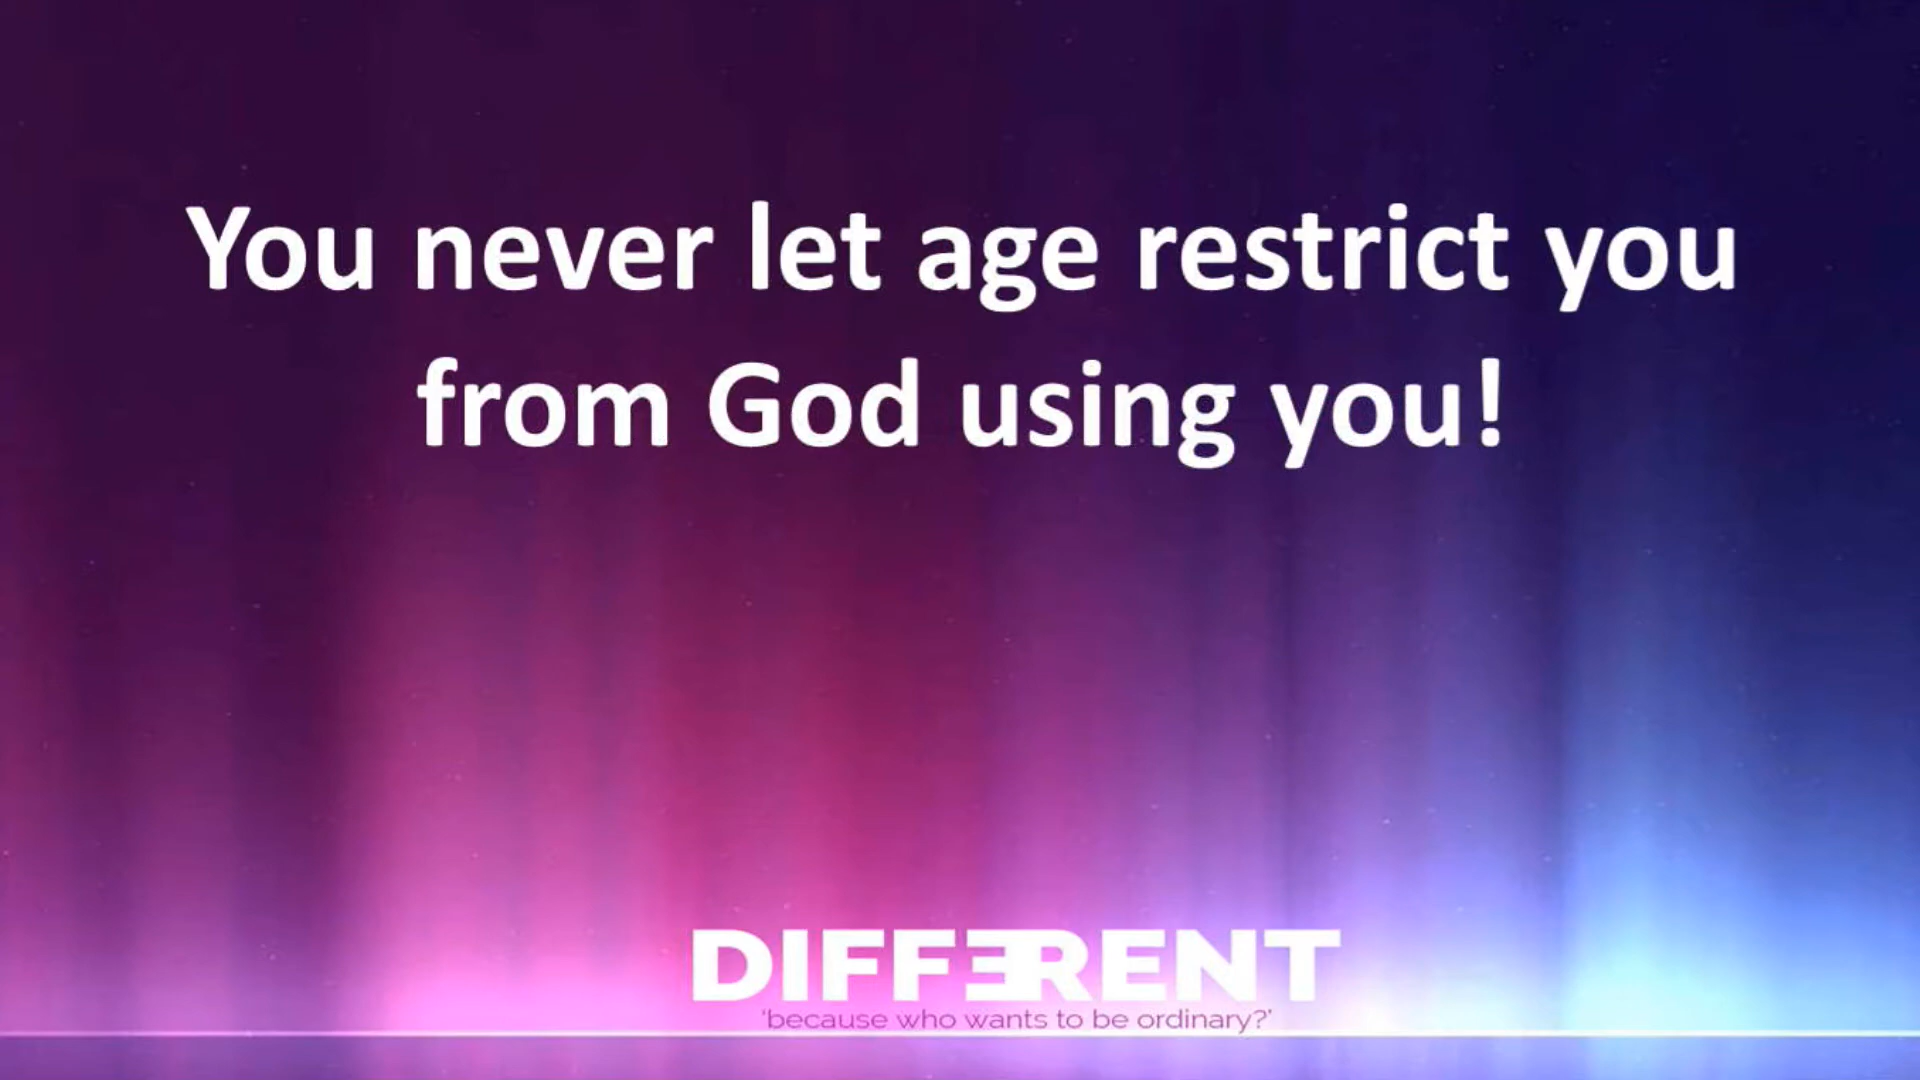 You never let age restrict you
from God using you!
DIFFERENT
'because who wants to be ordinary?'